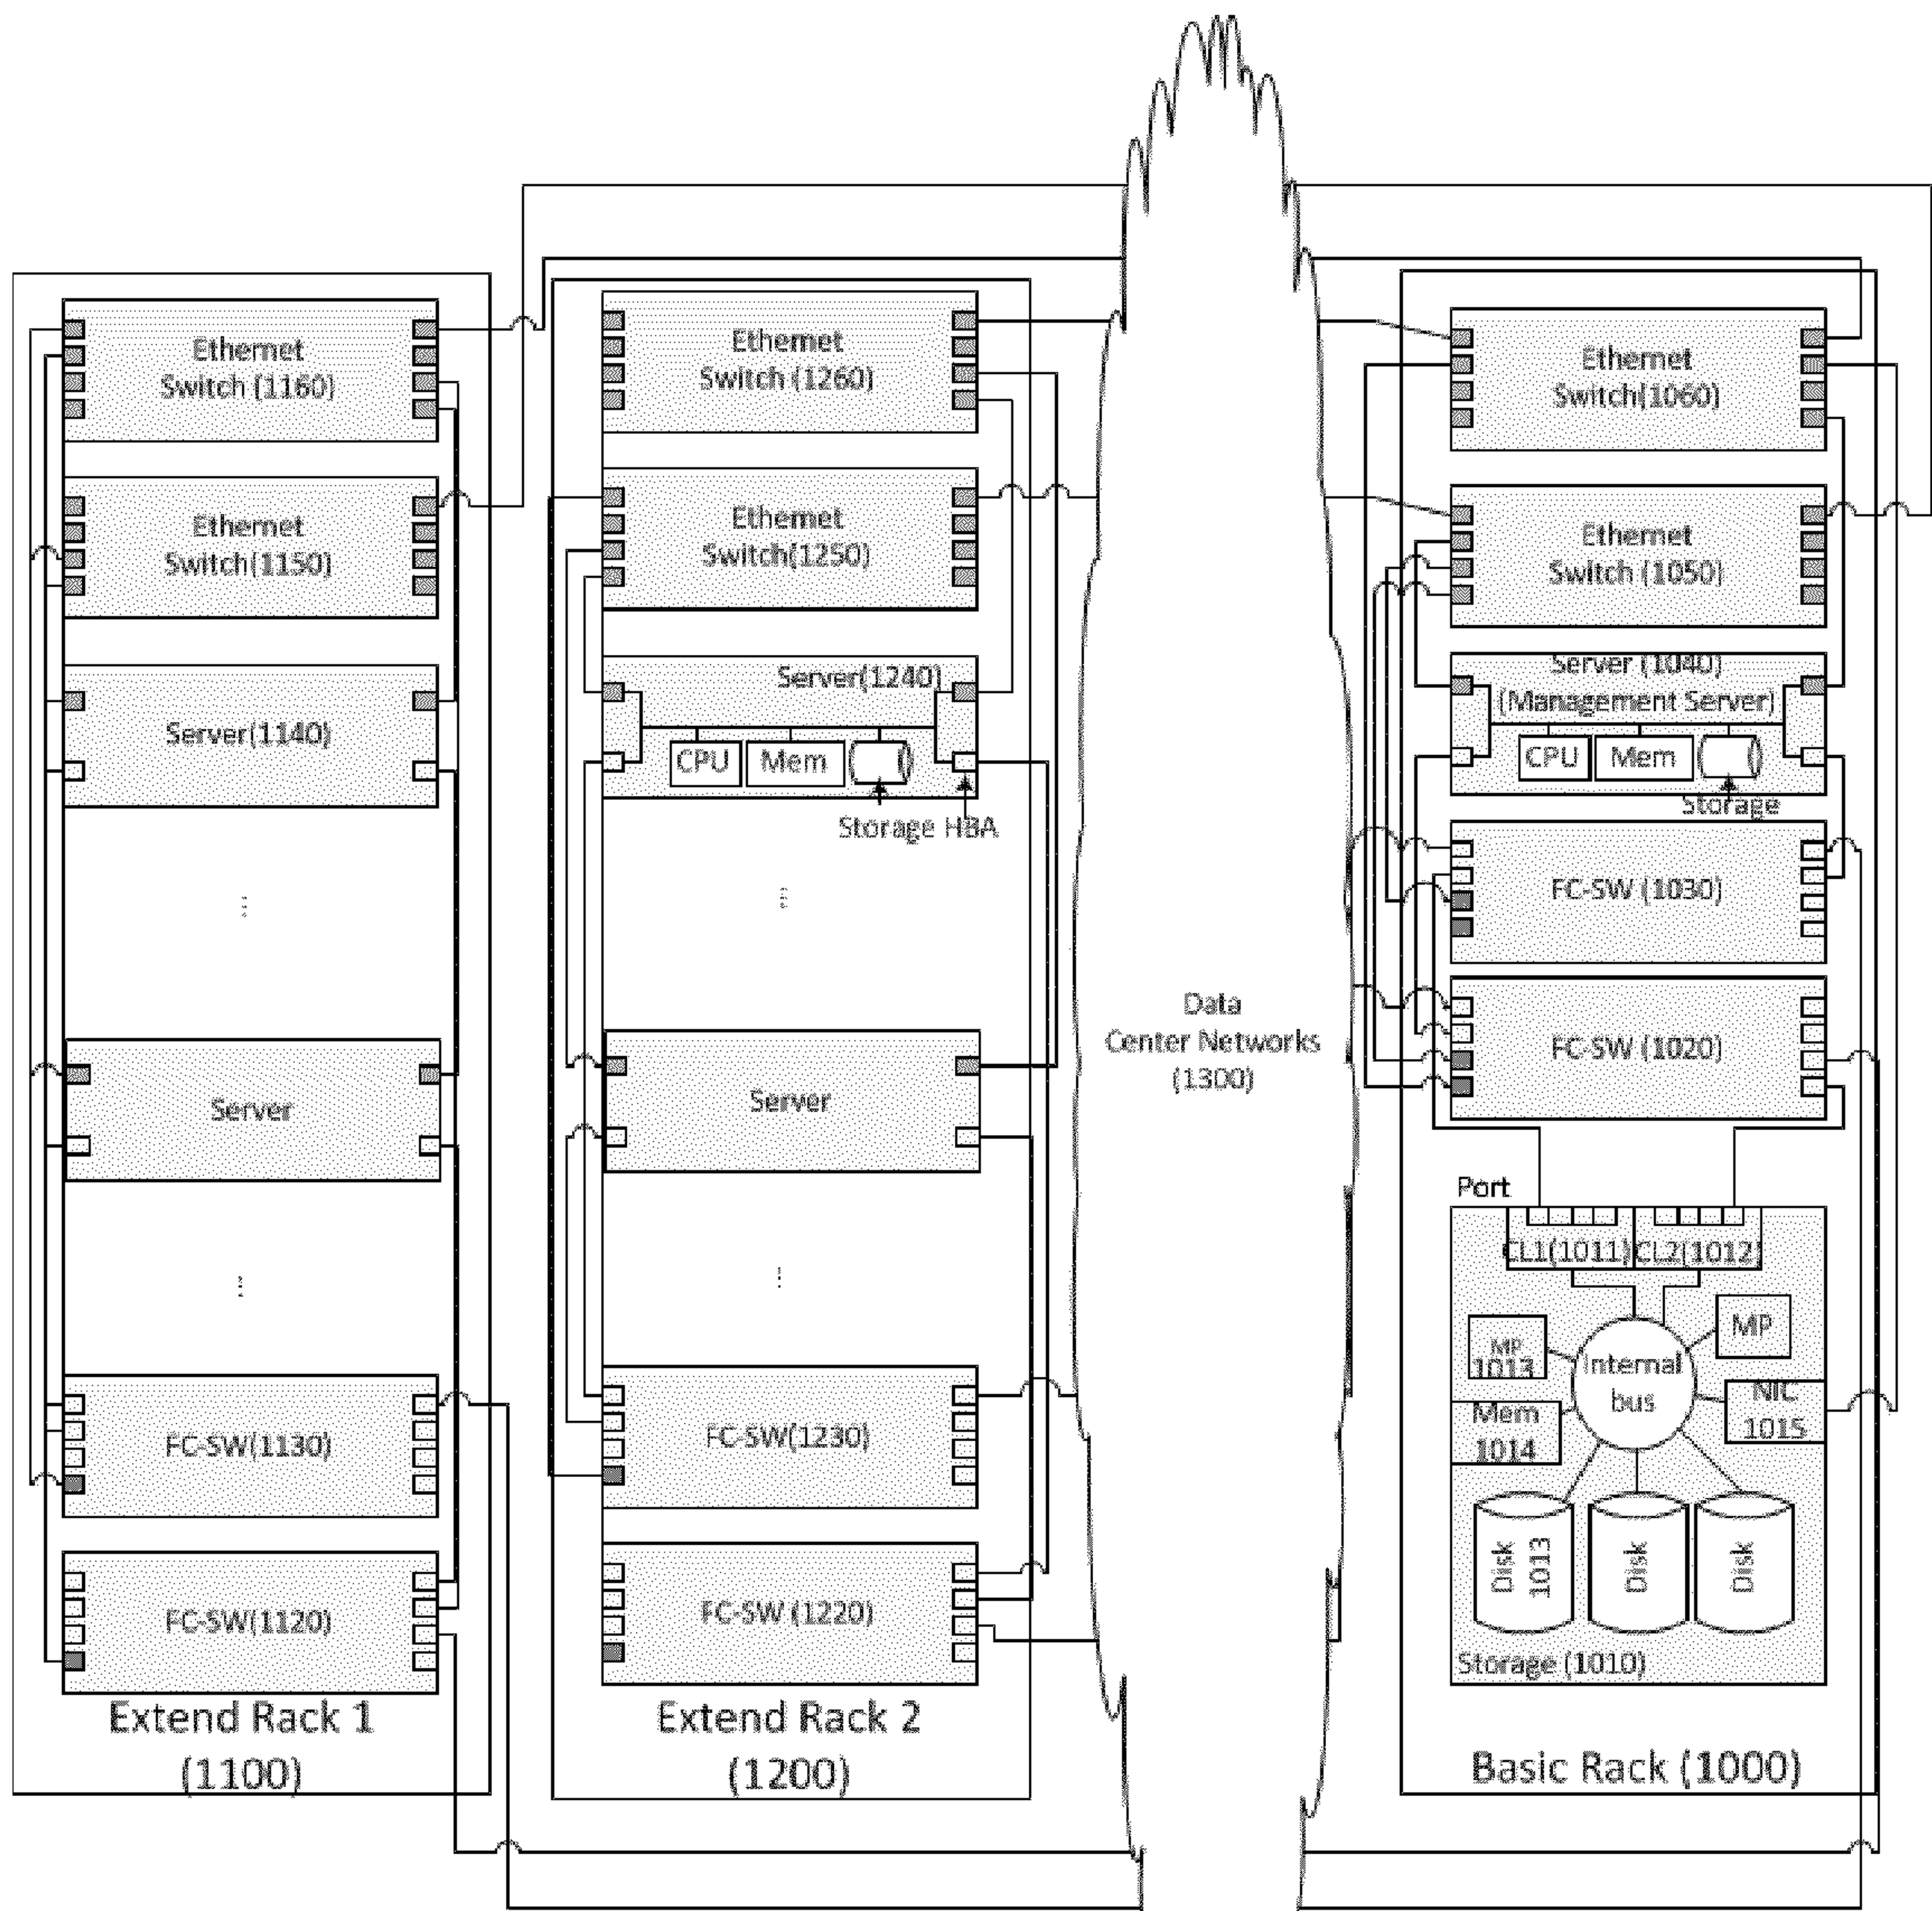 Ethernet
Switch (1160)
Ethernet
Switch(1150)
Server(1140)
Server
FC-SW(1130)
FC-SW(1120)
Extend Rack 1
(1100)
Ethernet
Switch (1260)
Ethernet
Switch(1250)
Server(1240)
CPU
Mem
Storage HBA
Server
FC-SW(1230)
FC-SW (1220)
Extend Rack 2
(1200)
Data
Center Networks
(1300)
Ethernet
Switch(1060)
Ethernet
Switch (1050)
Server (1040)
(Management Server)
CPU
Mem
Storage
FC-SW (1030)
FC-SW (1020)
Port
CL1(1011)
CL2(1012)
MP
1013
MP
Internal
bus
Mem
1014
NIC
1015
Disk
1013
Disk
Disk
Storage (1010)
Basic Rack (1000)